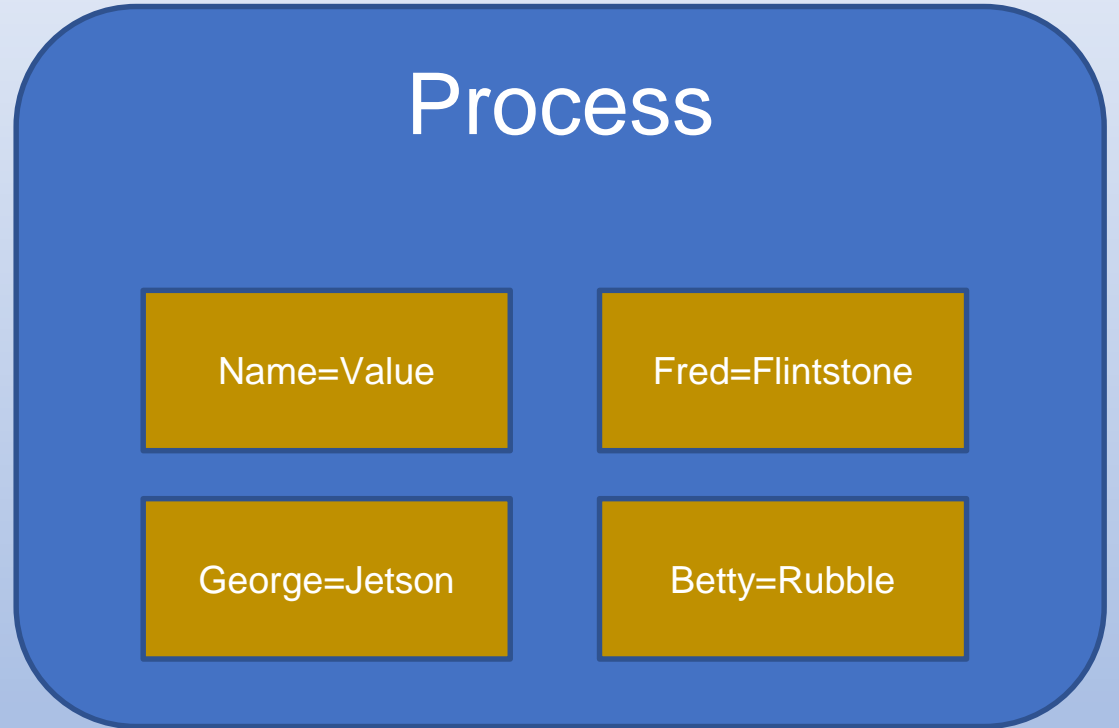 Process
Name=Value
Fred=Flintstone
George=Jetson
Betty=Rubble